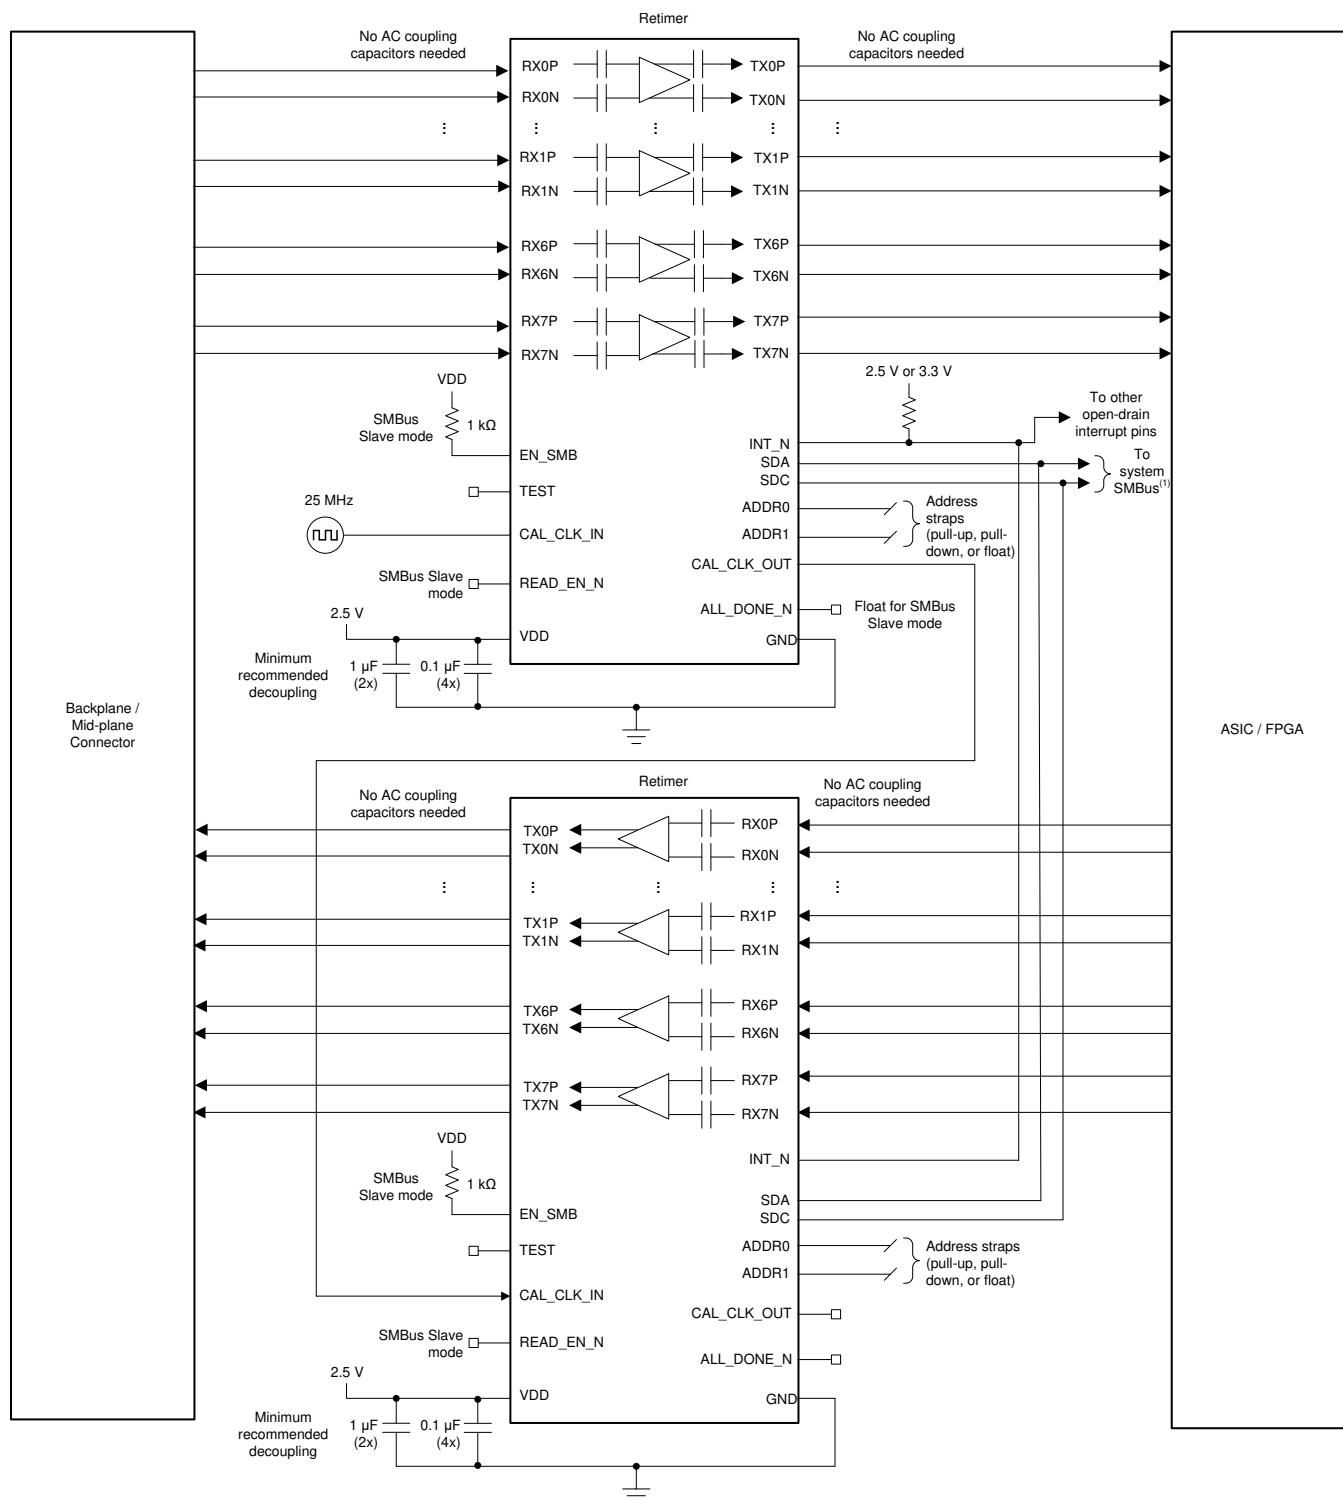 Retimer
No AC coupling
capacitors needed
No AC coupling
capacitors needed
RX0P
TX0P
RX0N
TX0N
...
...
...
...
...
RX1P
TX1P
RX1N
TX1N
RX6P
TX6P
RX6N
TX6N
RX7P
TX7P
RX7N
TX7N
VDD
SMBus
Slave mode
1 kΩ
EN_SMB
TEST
25 MHz
CAL_CLK_IN
SMBus Slave
mode
READ_EN_N
2.5 V
VDD
Minimum
recommended
decoupling
1 µF
(2x)
0.1 µF
(4x)
2.5 V or 3.3 V
To other
open-drain
interrupt pins
INT_N
SDA
SDC
To
system
SMBus(1)
ADDR0
ADDR1
Address
straps
(pull-up, pull-
down, or float)
CAL_CLK_OUT
ALL_DONE_N
Float for SMBus
Slave mode
GND
Backplane /
Mid-plane
Connector
ASIC / FPGA
Retimer
No AC coupling
capacitors needed
No AC coupling
capacitors needed
TX0P
RX0P
TX0N
RX0N
...
...
...
...
...
TX1P
RX1P
TX1N
RX1N
TX6P
RX6P
TX6N
RX6N
TX7P
RX7P
TX7N
RX7N
VDD
SMBus
Slave mode
1 kΩ
EN_SMB
TEST
CAL_CLK_IN
SMBus Slave
mode
READ_EN_N
2.5 V
VDD
Minimum
recommended
decoupling
1 µF
(2x)
0.1 µF
(4x)
INT_N
SDA
SDC
ADDR0
ADDR1
Address straps
(pull-up, pull-
down, or float)
CAL_CLK_OUT
ALL_DONE_N
GND